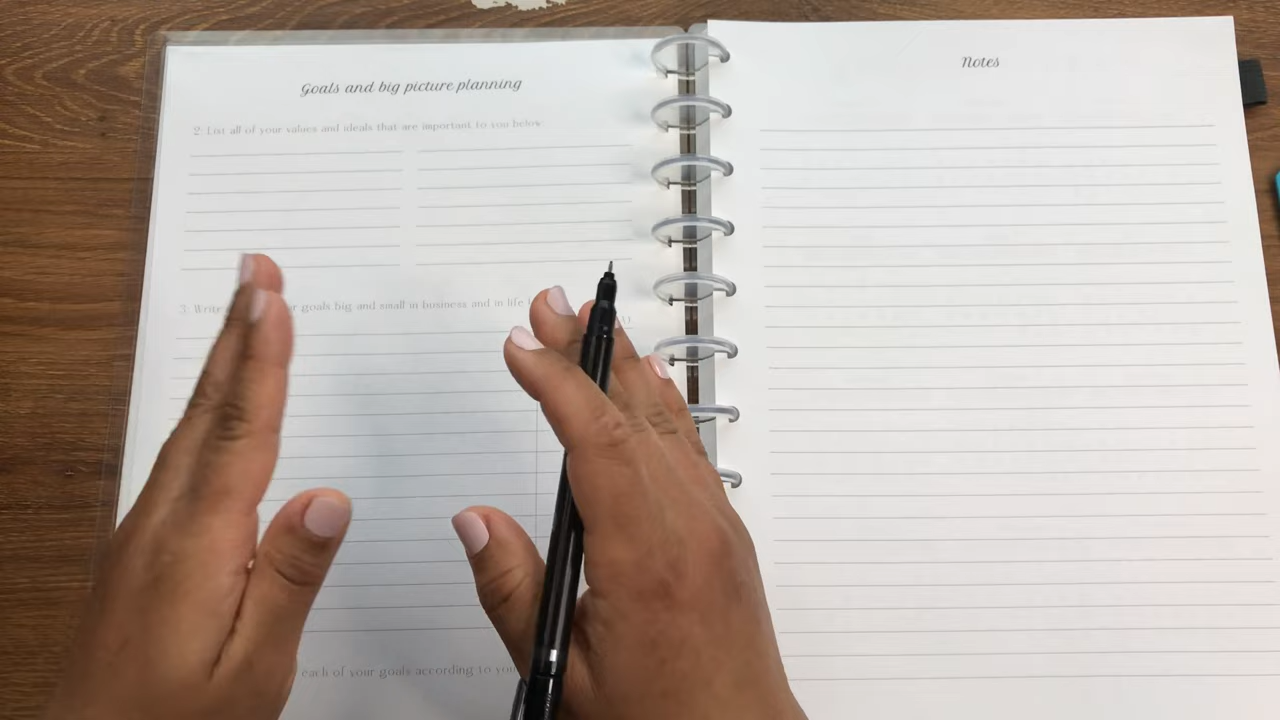 Goals and big picture planning
2. List all of your values and ideals that are important to you below
3. Write goals big and small in business and in life
each of your goals according to
Notes